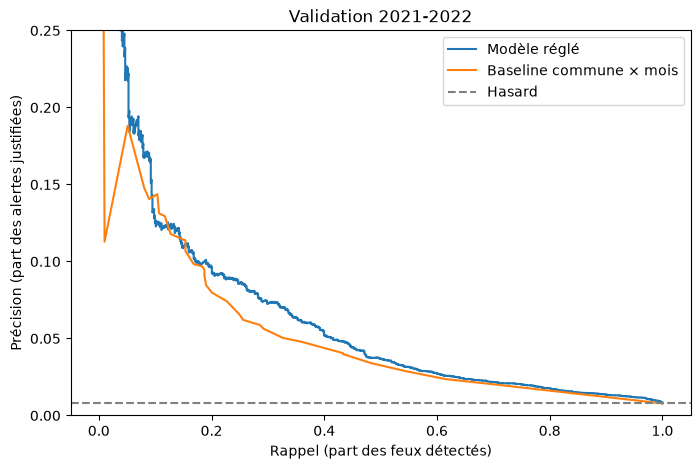 Validation 2021-2022
Précision (part des alertes justifiées)
0.25
0.20
0.15
0.10
0.05
0.00
Modèle réglé
Baseline commune × mois
Hasard
0.0 0.2 0.4 0.6 0.8 1.0
Rappel (part des feux détectés)